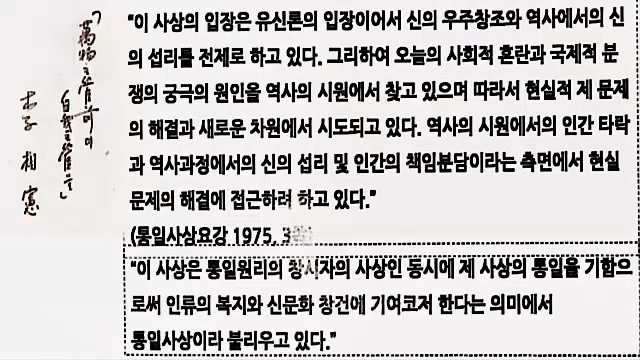 “이 사상의 입장은 유신론의 입장이어서 신의 우주창조와 역사에서의 신
의 섭리를 전제로 하고 있다. 그리하여 오늘의 사회적 혼란과 국제적 분
쟁의 궁극의 원인을 역사의 시원에서 찾고 있으며 따라서 현실적 제 문제
의 해결과 새로운 차원에서 시도되고 있다. 역사의 시원에서의 인간 타락
과 역사과정에서의 신의 섭리 및 인간의 책임분담이라는 측면에서 현실
문제의 해결에 접근하려 하고 있다.”
(통일사상요강 1975,
“이 사상은 통일원리의 창시자의 사상인 동시에 제 사상의 통일을 기함으
로써 인류의 복지와 신문화 창건에 기여코저 한다는 의미에서
통일사상이라 불리우고 있다.”